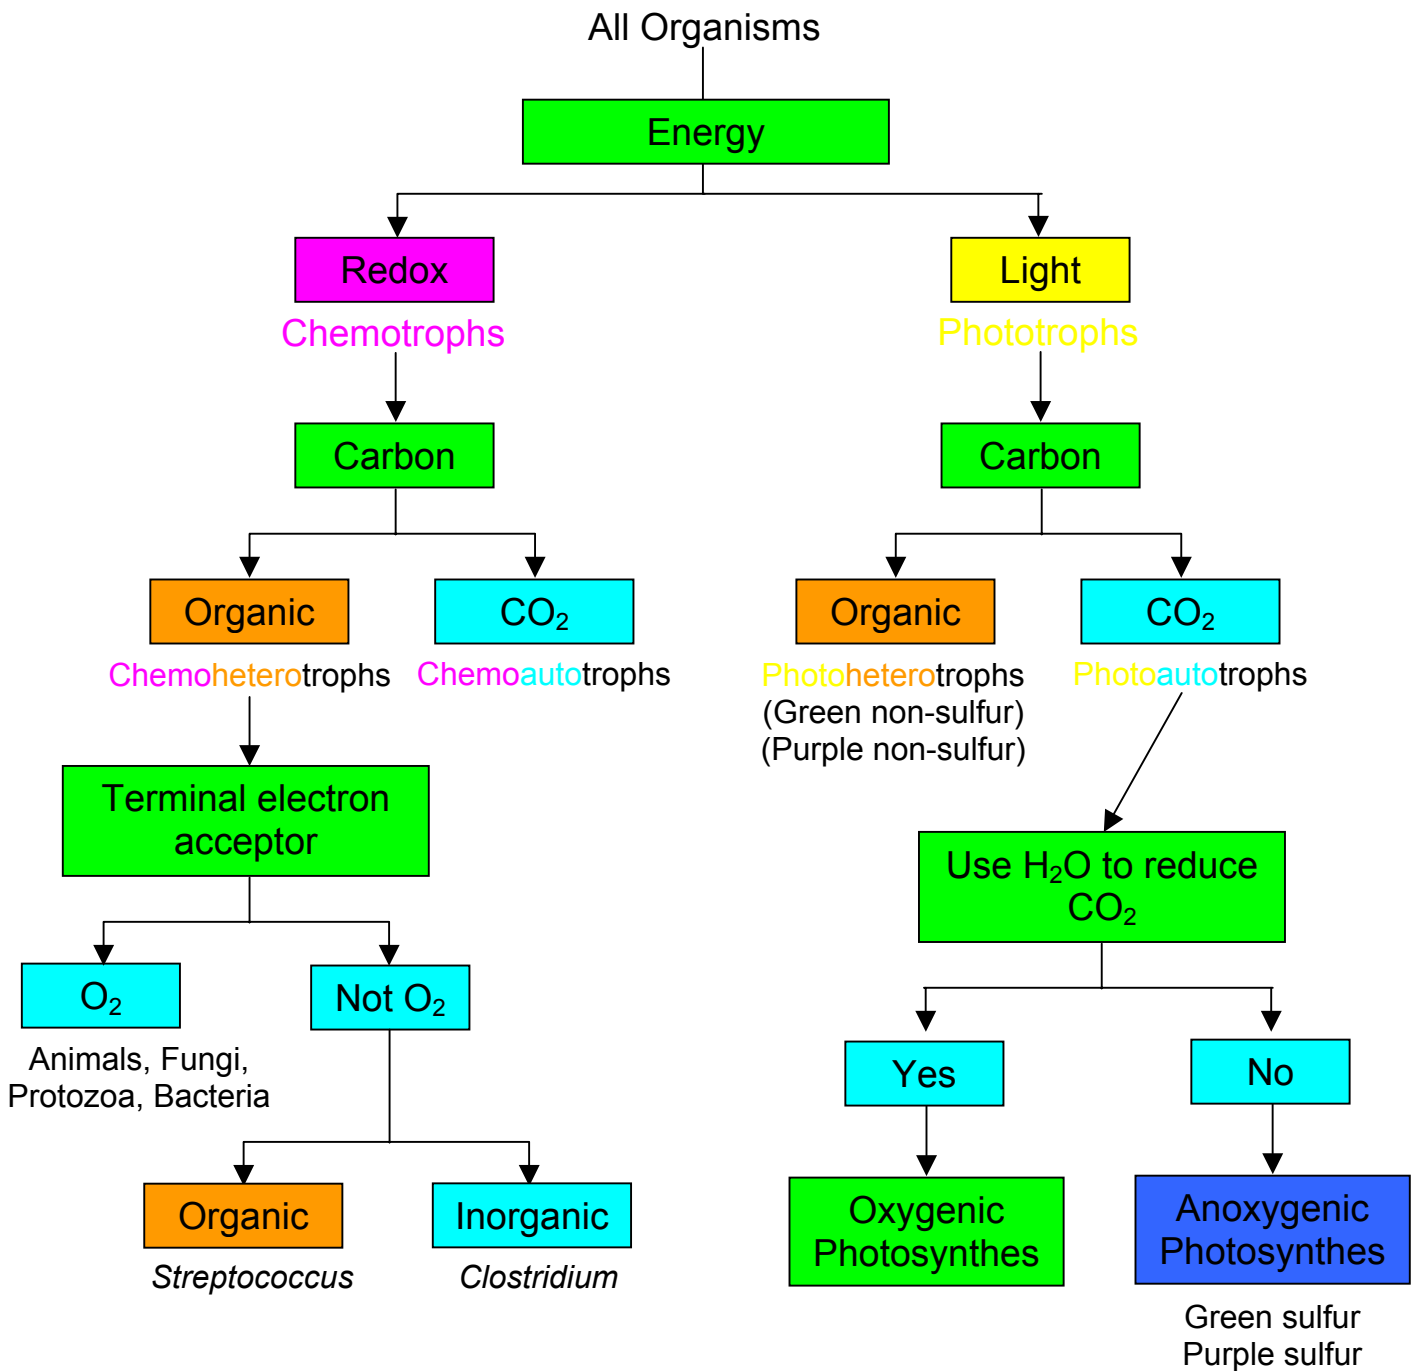 All Organisms
Energy
Redox
Light
Chemotrophs
Phototrophs
Carbon
Carbon
Organic
CO₂
Organic
CO₂
Chemoheterotrophs
Chemoautotrophs
Photoheterotrophs
(Green non-sulfur)
(Purple non-sulfur)
Photoautotrophs
Terminal electron
acceptor
Use H₂O to reduce
CO₂
O₂
Not O₂
Animals, Fungi,
Protozoa, Bacteria
Yes
No
Organic
Inorganic
Streptococcus
Clostridium
Oxygenic
Photosynthes
Anoxygenic
Photosynthes
Green sulfur
Purple sulfur